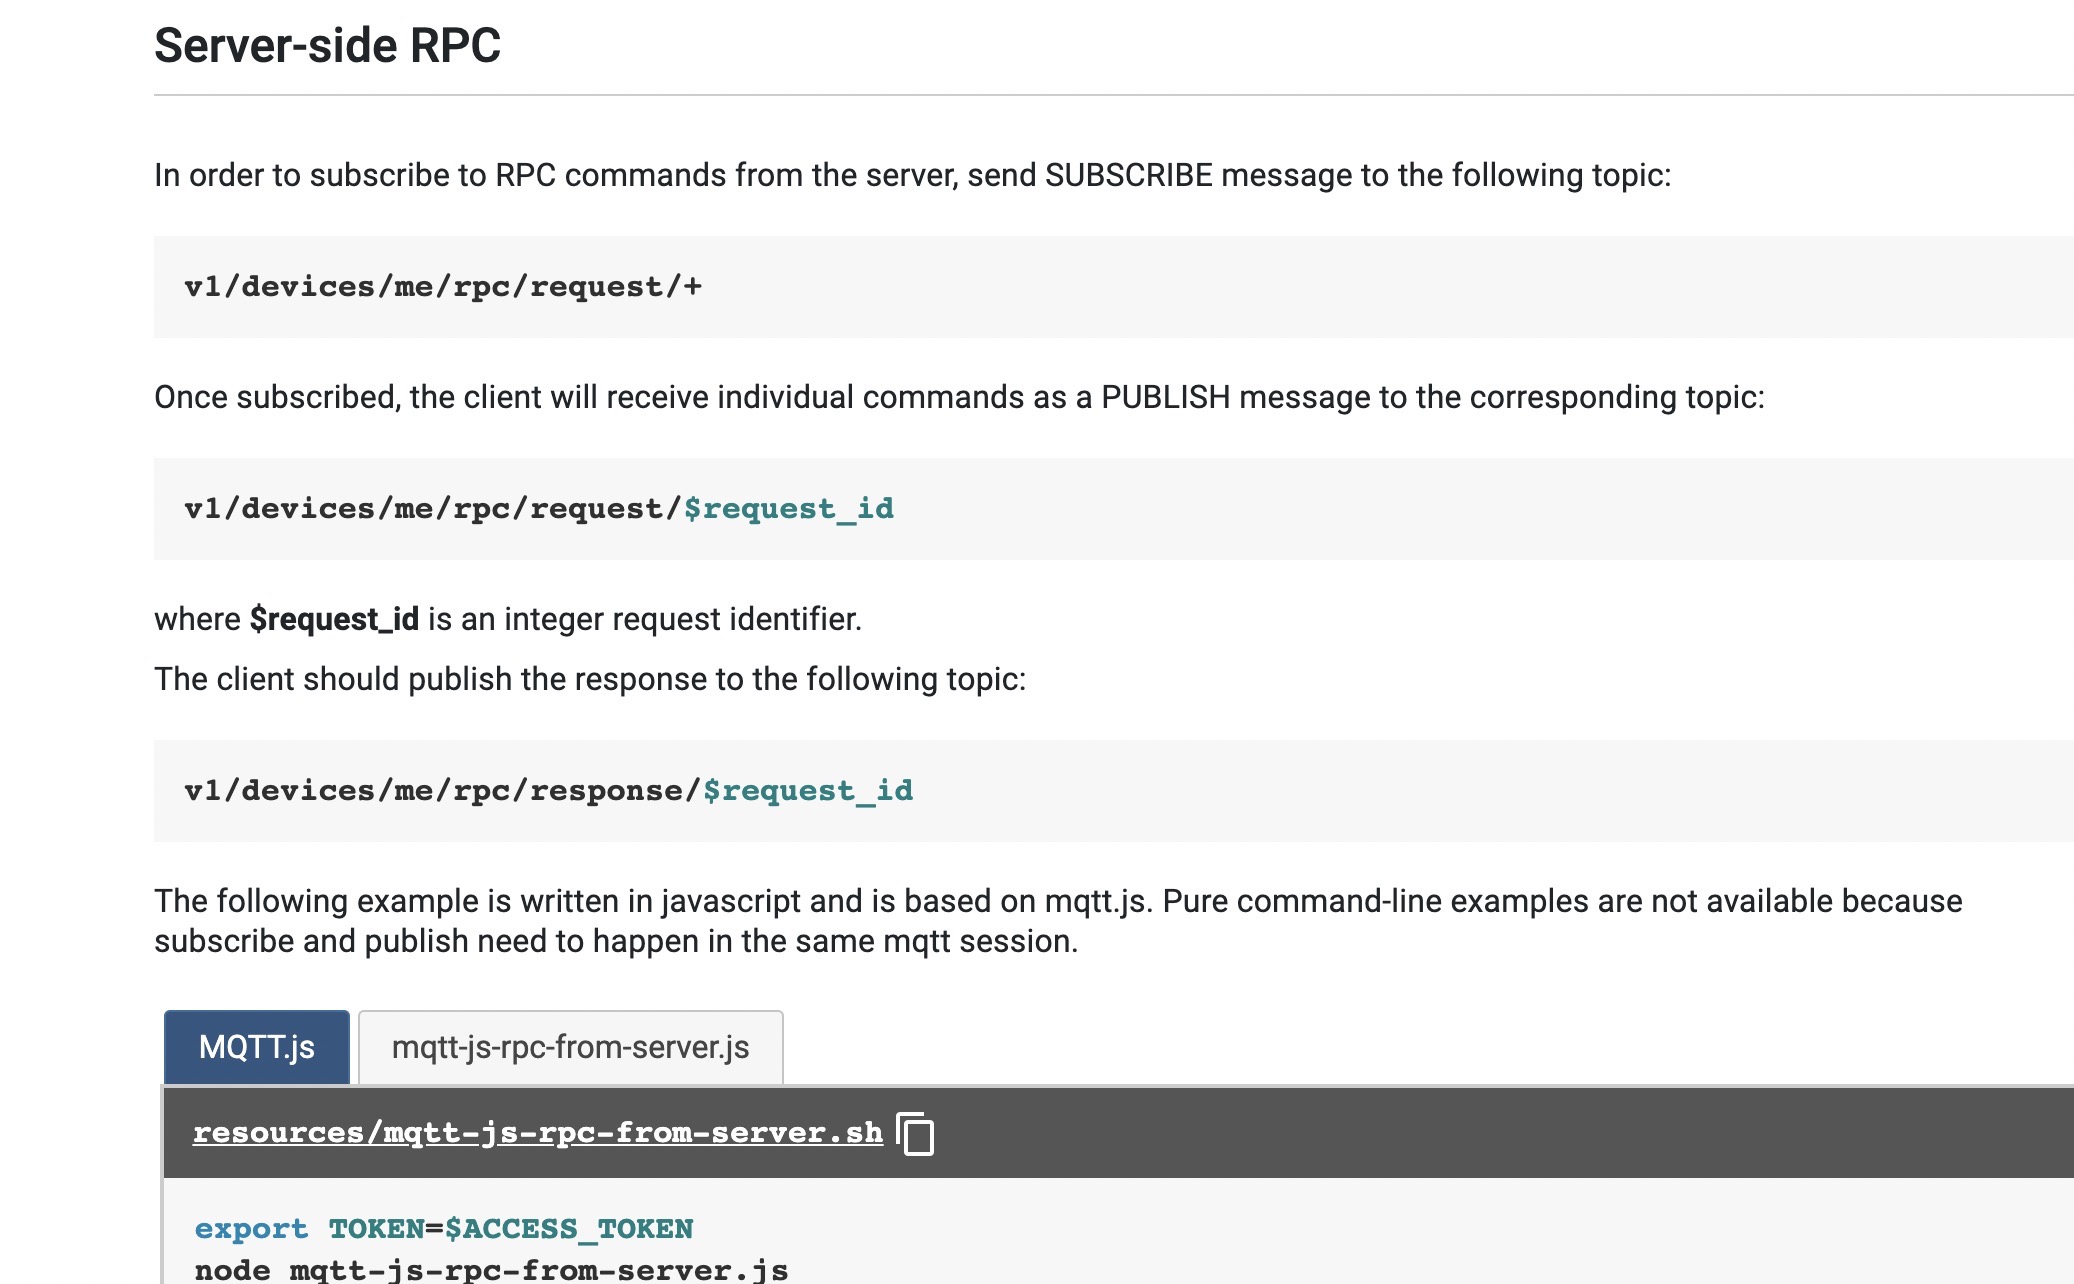 Server-side RPC
In order to subscribe to RPC commands from the server, send SUBSCRIBE message to the following topic:
v1/devices/me/rpc/request/+
Once subscribed, the client will receive individual commands as a PUBLISH message to the corresponding topic:
v1/devices/me/rpc/request/$request_id
where $request_id is an integer request identifier.
The client should publish the response to the following topic:
v1/devices/me/rpc/response/$request_id
The following example is written in javascript and is based on mqtt.js. Pure command-line examples are not available because
subscribe and publish need to happen in the same mqtt session.
MQTT.js mqtt-js-rpc-from-server.js
resources/mqtt-js-rpc-from-server.sh
export TOKEN=$ACCESS_TOKEN
node mqtt-js-rpc-from-server.js